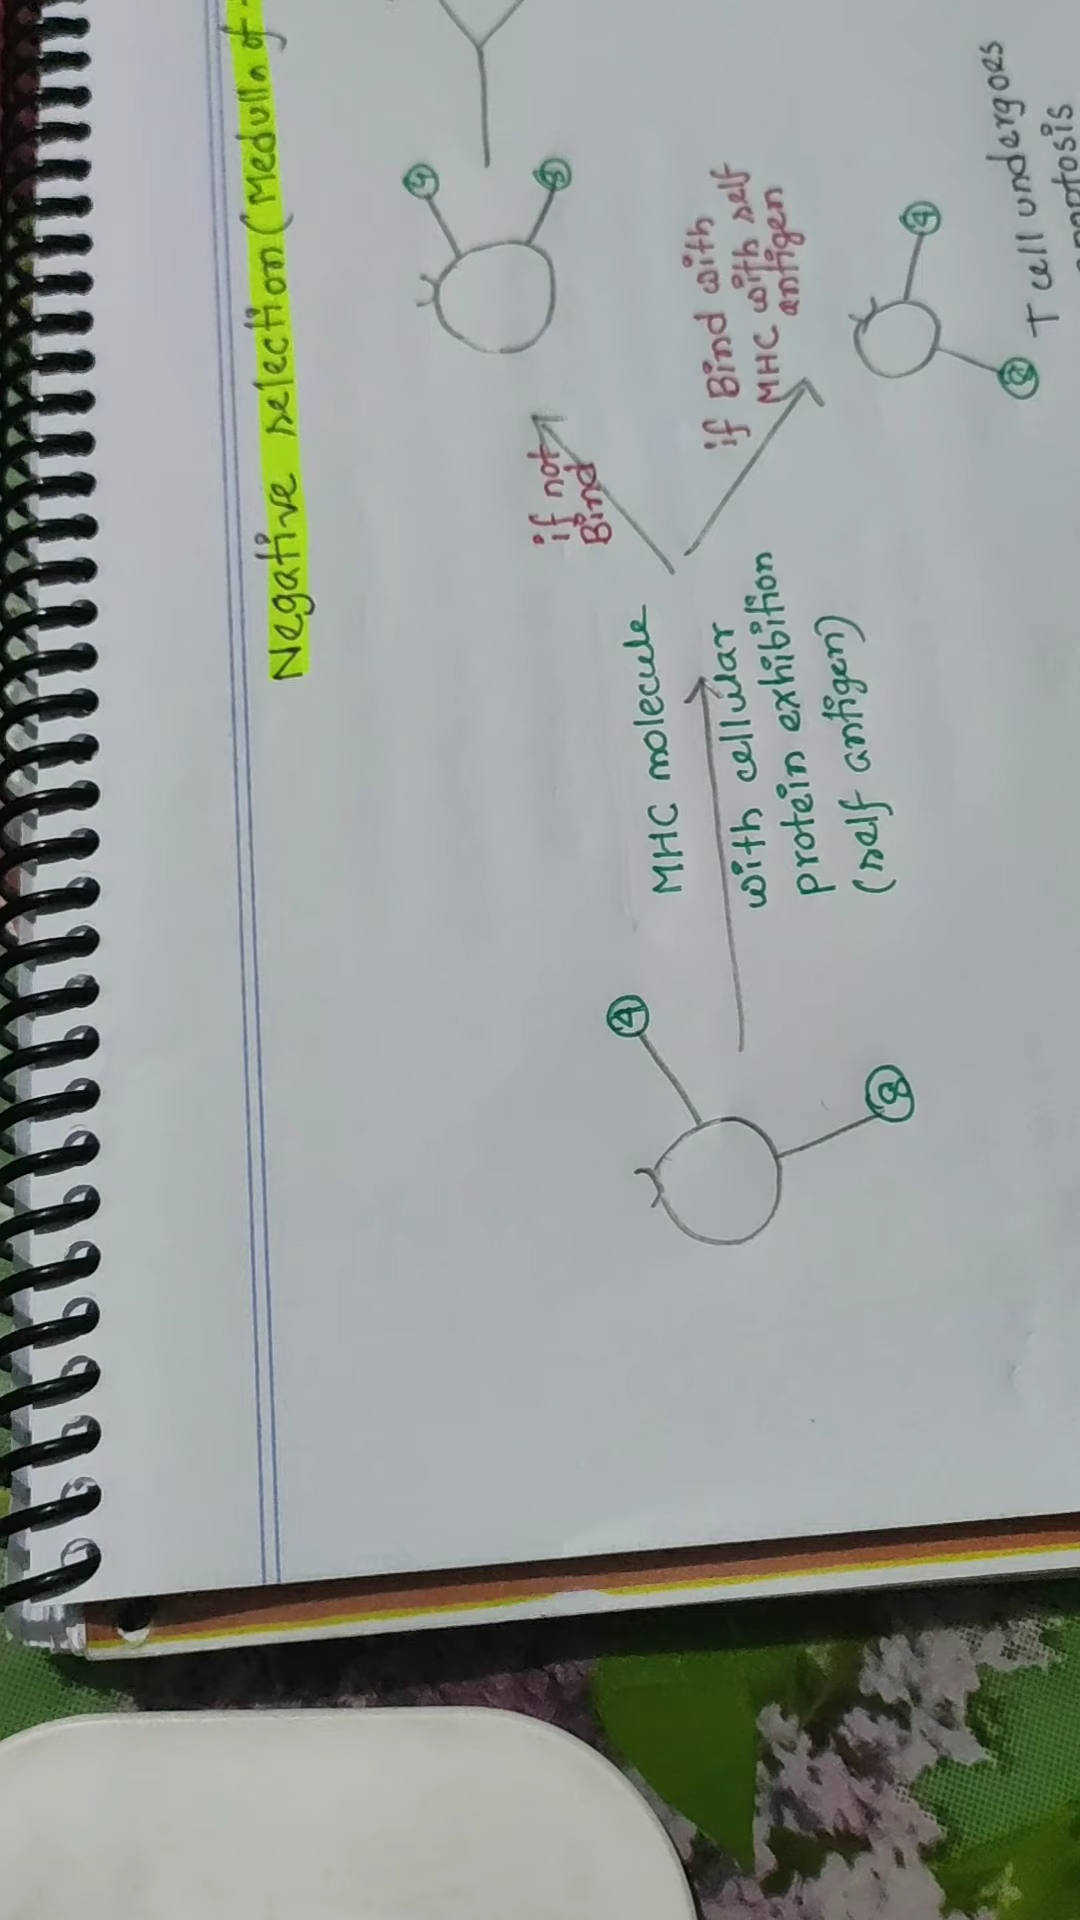 Negative selection (Medulla of
4
8
if not
Bind
if Bind with
MHC with self
antigen
MHC molecule
with cellular
protein exhibition
(self antigen)
4
8
4
8
T cell undergoes
apoptosis